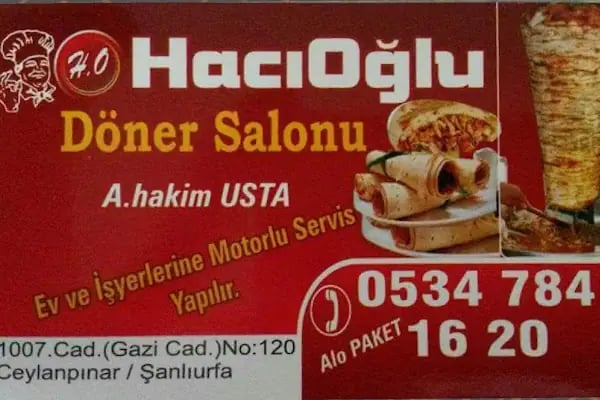 H.O
HacıOğlu
Döner Salonu
A.hakim USTA
Ev ve İşyerlerine Motorlu Servis
Yapılır.
0534 784
Alo PAKET 16 20
1007.Cad.(Gazi Cad.)No:120
Ceylanpınar / Şanlıurfa